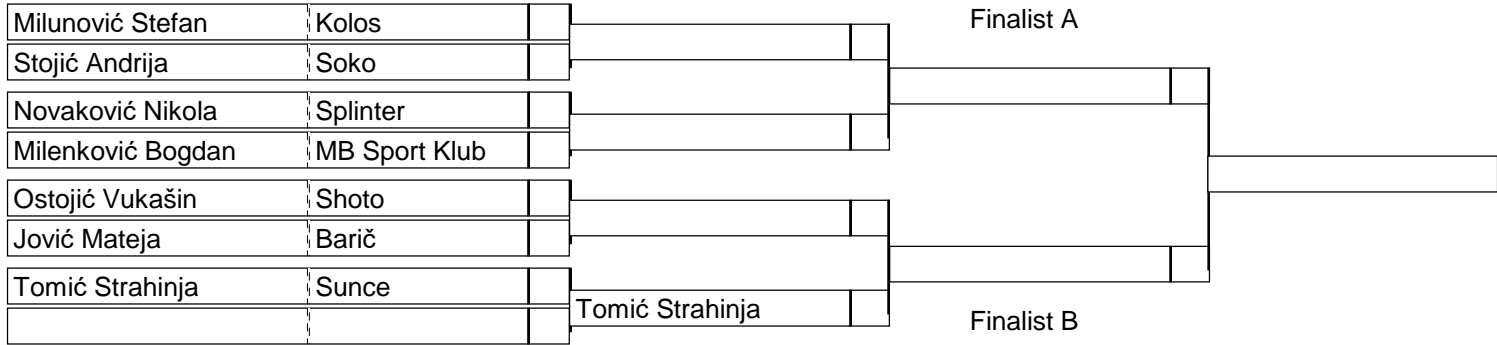 Milunović Stefan Kolos
Finalist A
Stojić Andrija Soko
Novaković Nikola Splinter
Milenković Bogdan MB Sport Klub
Ostojić Vukašin Shoto
Jović Mateja Barič
Tomić Strahinja Sunce
Tomić Strahinja
Finalist B